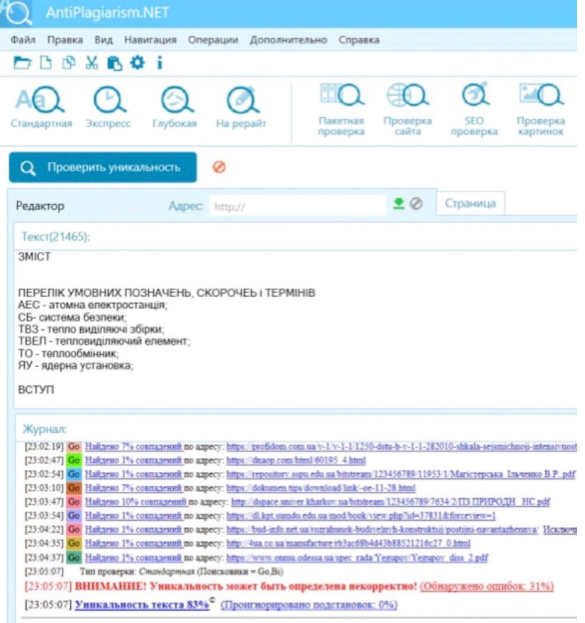 AntiPlagiarism.NET
Файл Правка Вид Навигация Операции Дополнительно Справка
Стандартная Экспресс Глубокая На рерайт Пакетная проверка Проверка сайта SEO проверка Проверка картинок
Проверить уникальность
Редактор Адрес: http:// Страница
Текст(21465):
ЗМІСТ
ПЕРЕЛІК УМОВНИХ ПОЗНАЧЕНЬ, СКОРОЧЕЬ і ТЕРМІНІВ
АЕС - атомна електростанція;
СБ- система безпеки;
ТВЗ - тепло виділяючі збірки;
ТВЕЛ - тепловиділяючий елемент;
ТО - теплообмінник;
ЯУ - ядерна установка;
ВСТУП
Журнал:
[23:02:19] Go Найдено 7% совпадений по адресу: https://profidom.com.ua/v-1/v-1-1/1250-dstu-b-v-1-1-282010-shkala-sejsmichnoji-intensivnost
[23:02:47] Go Найдено 1% совпадений по адресу: https://dnaop.com/html/60195_4.html
[23:02:54] Go Найдено 1% совпадений по адресу: https://repository.sspu.edu.ua/bitstream/123456789/11953/1/Магістерська Ільченко В.Р..pdf
[23:03:10] Go Найдено 7% совпадений по адресу: https://dokumen.tips/download/link/-oe-11-28.html
[23:03:47] Go Найдено 10% совпадений по адресу: http://dspace.univer.kharkov.ua/bitstream/123456789/7634/2/ПЗ ПРИРОДН_НС.pdf
[23:03:54] Go Найдено 1% совпадений по адресу: https://dl.kpt.sumdu.edu.ua/mod/book/view.php?id=37831&forceview=1
[23:04:22] Go Найдено 1% совпадений по адресу: https://bud-info.net.ua/rozrahunok-budivelnyh-konstruktsij/postijni-navantazhennya/ Исключ
[23:04:35] Go Найдено 1% совпадений по адресу: http://4ua.co.ua/manufacture/rb3ac68b4d43b88521216c27_0.html
[23:04:37] Go Найдено 1% совпадений по адресу: https://www.onma.odessa.ua/spec_rada/Yegupov/Yegupov_diss_2.pdf
[23:05:07] Тип проверки: Стандартная (Поисковики = Go,Bi)
[23:05:07] ВНИМАНИЕ! Уникальность может быть определена некорректно! (Обнаружено ошибок: 31%)
[23:05:07] Уникальность текста 83%© (Проигнорировано подстановок: 0%)